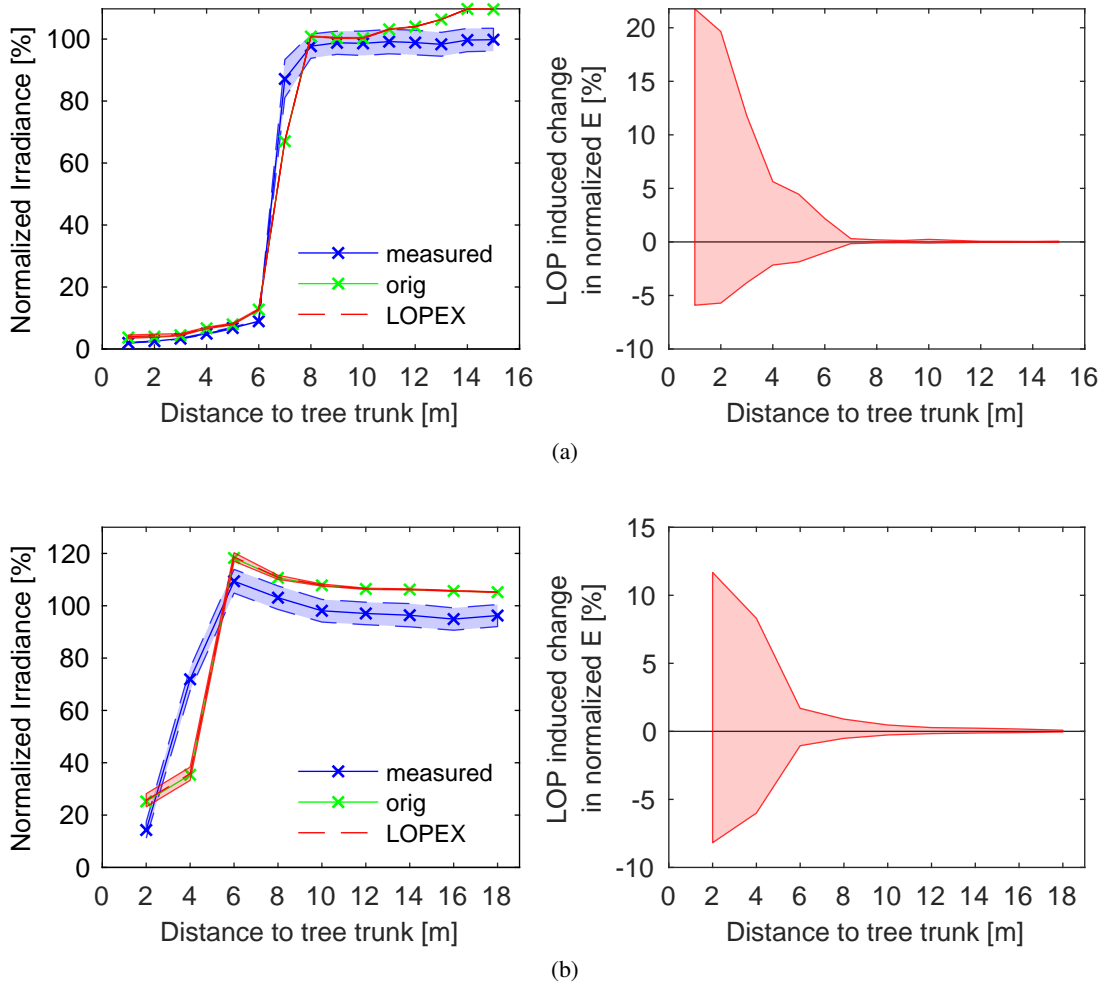 100
80
60
40
20
0
0 2 4 6 8 10 12 14 16
Normalized Irradiance [%]
Distance to tree trunk [m]
measured
orig
LOPEX
20
15
10
5
0
-5
-10
0 2 4 6 8 10 12 14 16
LOP induced change
in normalized E [%]
Distance to tree trunk [m]
(a)
120
100
80
60
40
20
0
0 2 4 6 8 10 12 14 16 18
Normalized Irradiance [%]
Distance to tree trunk [m]
measured
orig
LOPEX
15
10
5
0
-5
-10
0 2 4 6 8 10 12 14 16 18
LOP induced change
in normalized E [%]
Distance to tree trunk [m]
(b)